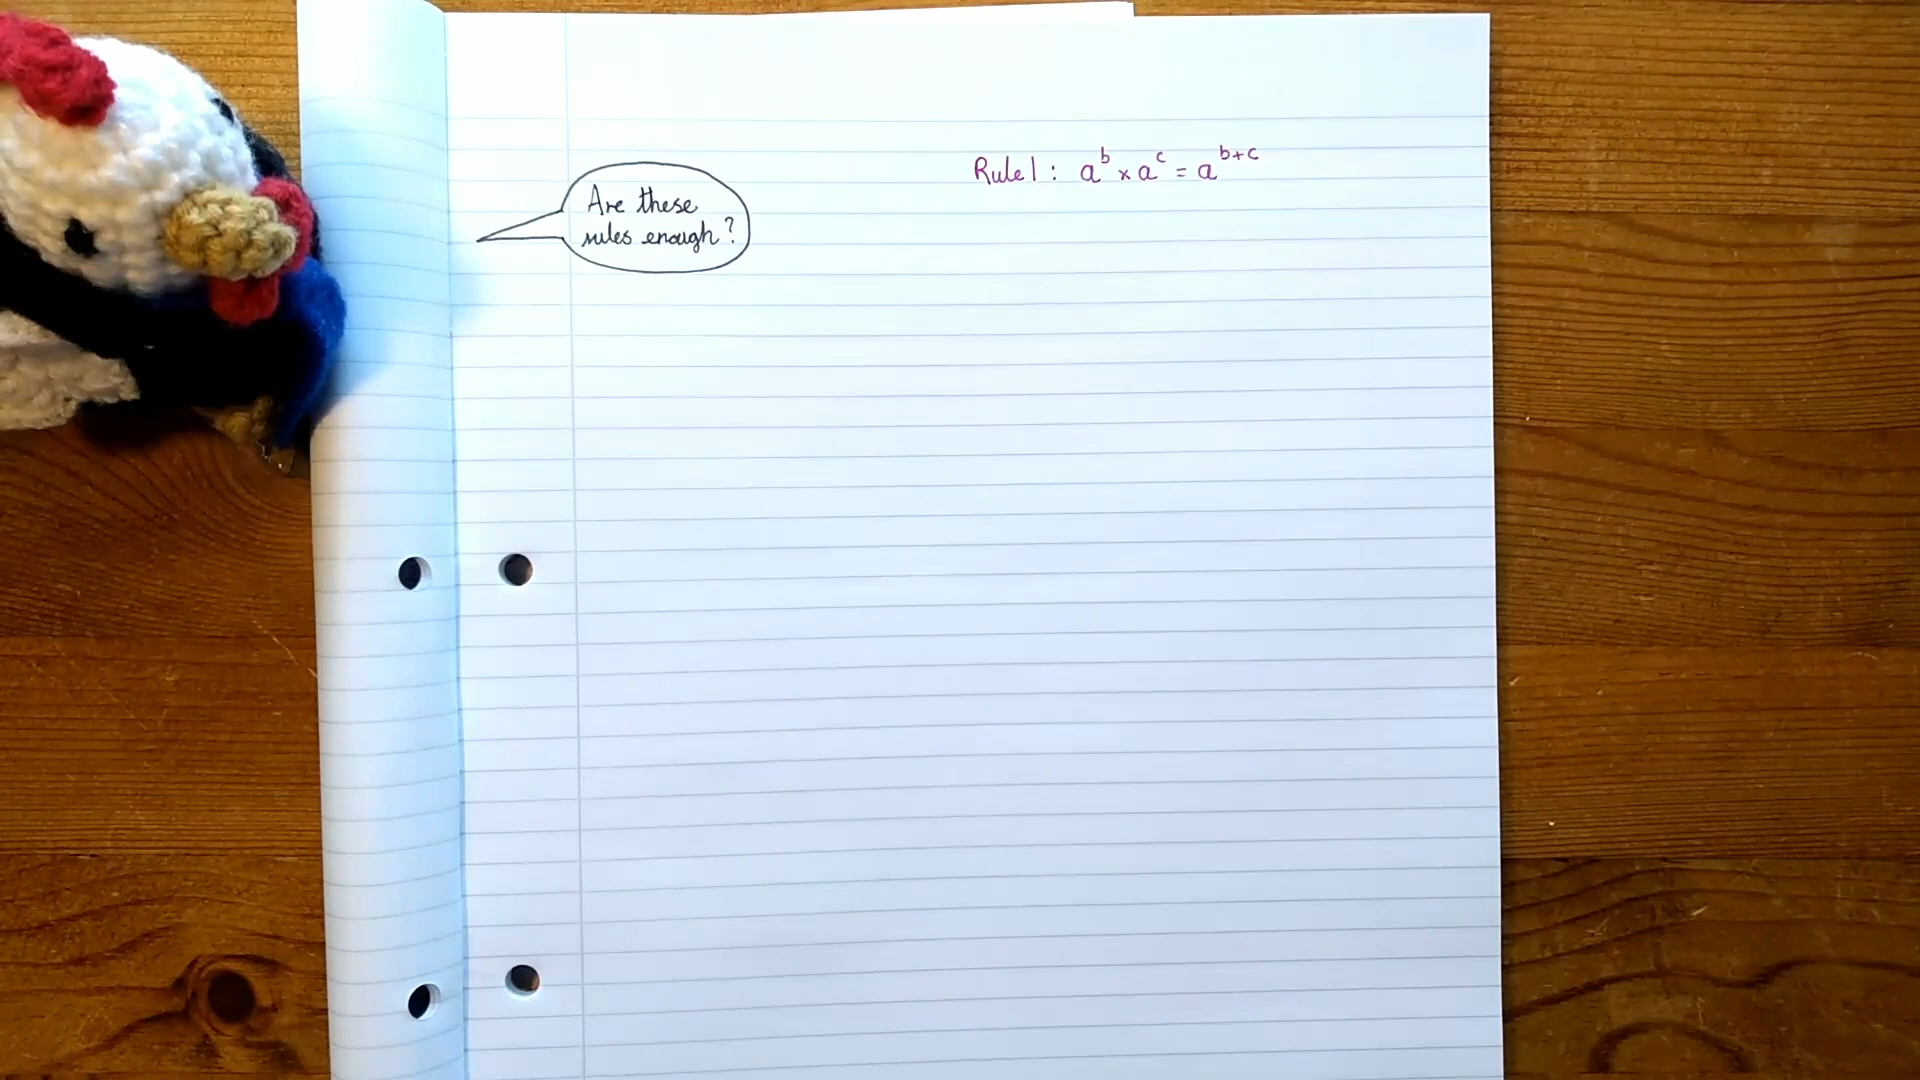 Rule 1 : a^b × a^c = a^{b+c}
Are these
rules enough?